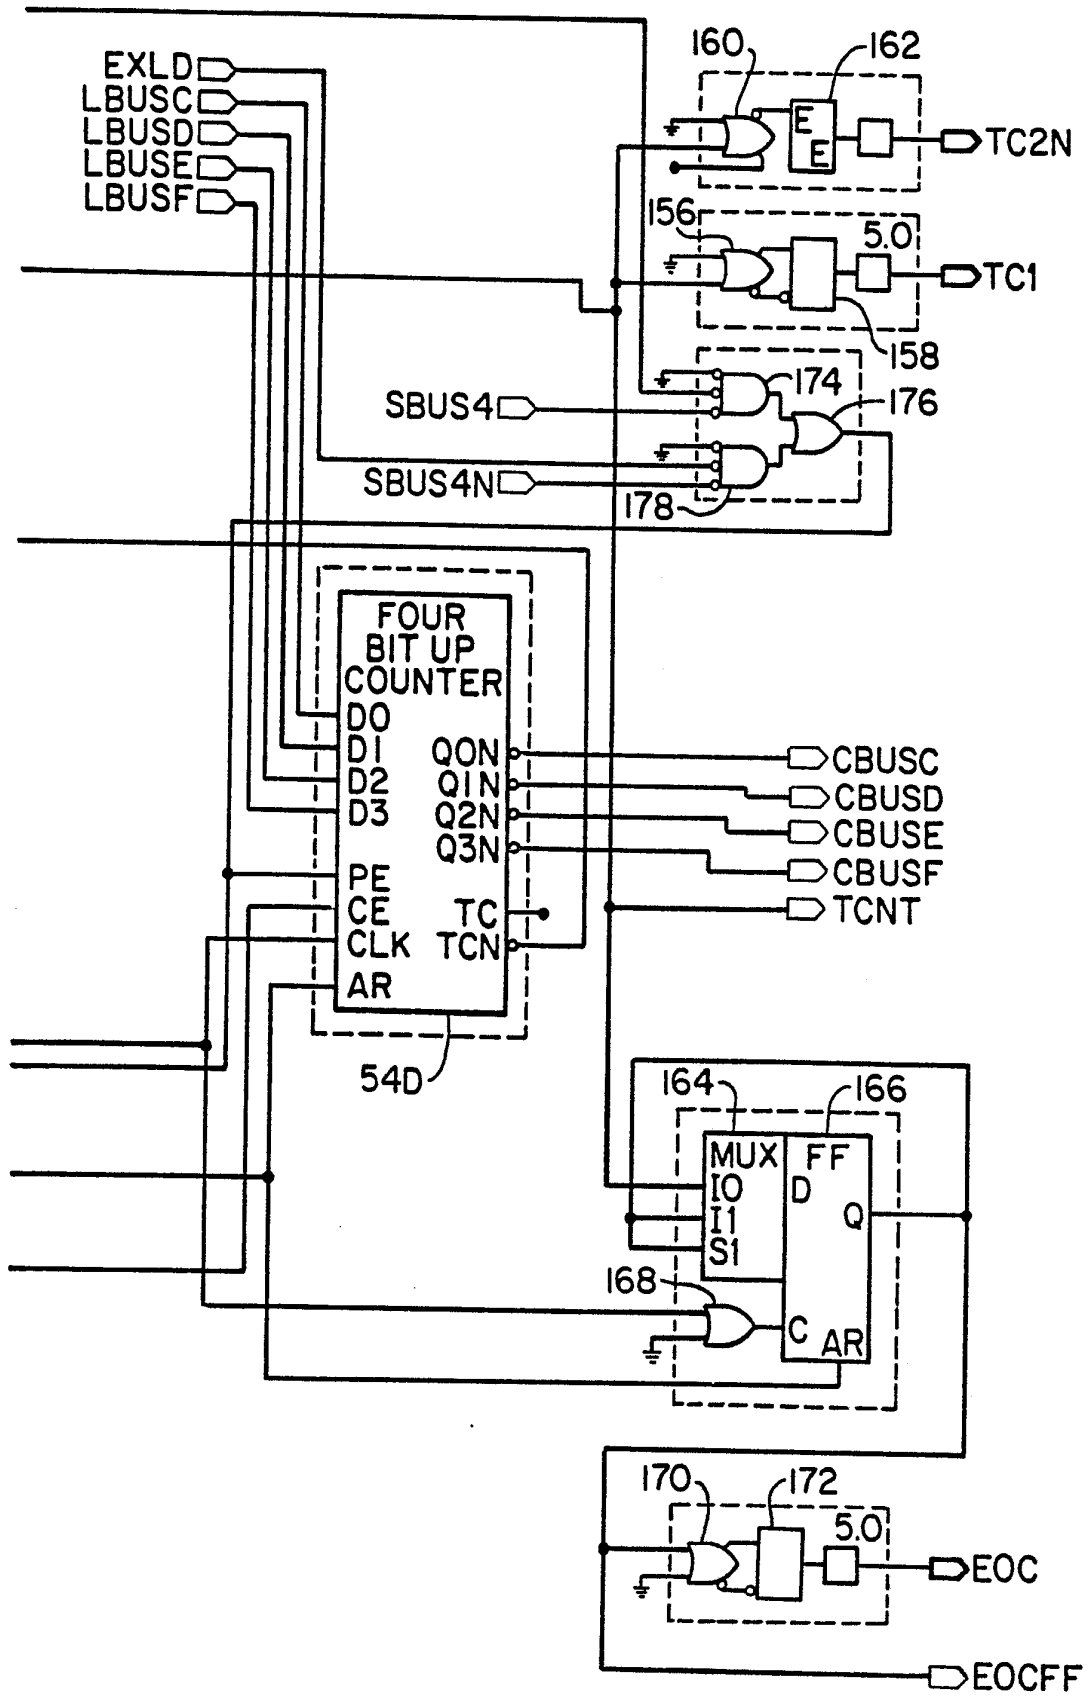 160
162
EXLD
LBUSC
LBUSD
LBUSE
LBUSF
E
E
TC2N
156
5.0
TC1
158
174
176
SBUS4
SBUS4N
178
FOUR
BIT UP
COUNTER
D0
D1
D2
D3
Q0N
Q1N
Q2N
Q3N
CBUSC
CBUSD
CBUSE
CBUSF
PE
CE
CLK
AR
TC
TCN
TCNT
54D
164
166
MUX
FF
I0
D
I1
Q
S1
168
C
AR
170
172
5.0
EOC
EOCFF